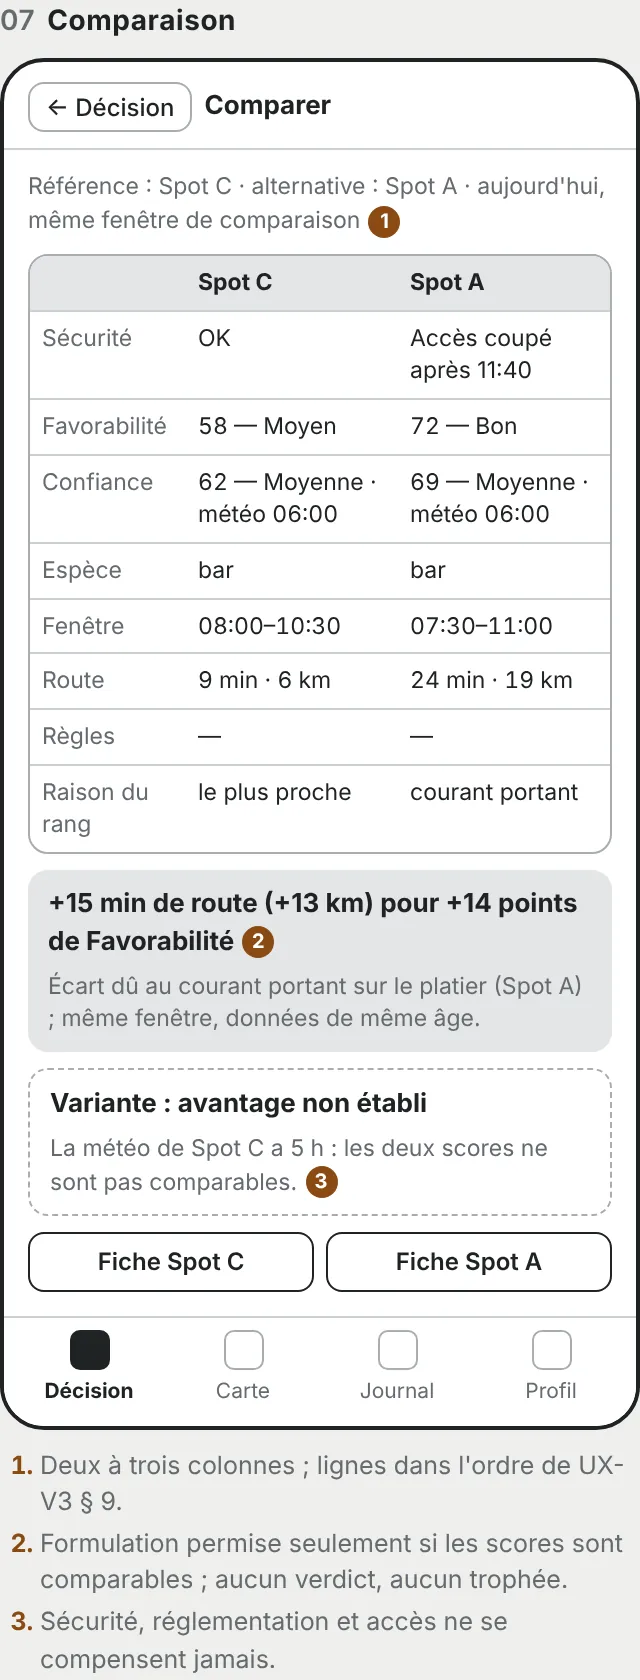 07 Comparaison
← Décision Comparer
Référence : Spot C · alternative : Spot A · aujourd'hui,
même fenêtre de comparaison 1
Spot C Spot A
Sécurité OK Accès coupé
après 11:40
Favorabilité 58 — Moyen 72 — Bon
Confiance 62 — Moyenne · 69 — Moyenne ·
météo 06:00 météo 06:00
Espèce bar bar
Fenêtre 08:00–10:30 07:30–11:00
Route 9 min · 6 km 24 min · 19 km
Règles — —
Raison du le plus proche courant portant
rang
+15 min de route (+13 km) pour +14 points
de Favorabilité 2
Écart dû au courant portant sur le platier (Spot A)
; même fenêtre, données de même âge.
Variante : avantage non établi
La météo de Spot C a 5 h : les deux scores ne
sont pas comparables. 3
Fiche Spot C Fiche Spot A
Décision Carte Journal Profil
1. Deux à trois colonnes ; lignes dans l'ordre de UX-
V3 § 9.
2. Formulation permise seulement si les scores sont
comparables ; aucun verdict, aucun trophée.
3. Sécurité, réglementation et accès ne se
compensent jamais.